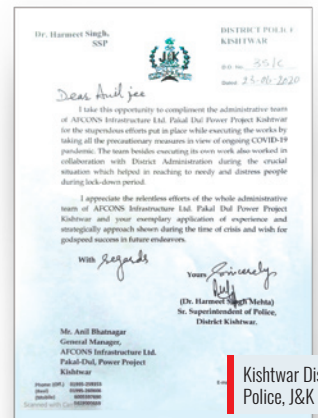 Dr. Harmeet Singh,
SSP
DISTRICT POLICE
KISHTWAR
J&K
D.O. No. 35/C
Dated 23-06-2020
Dear Anil jee
I take this opportunity to compliment the administrative team
of AFCONS Infrastructure Ltd. Pakal Dul Power Project Kishtwar
for the stupendous efforts put in place while executing the works by
taking all the precautionary measures in view of ongoing COVID-19
pandemic. The team besides executing its own work also worked in
collaboration with District Administration during the crucial
situation which helped in reaching to needy and distress people
during lock-down period.
I appreciate the relentless efforts of the whole administrative
team of AFCONS Infrastructure Ltd. Pakal Dul Power Project
Kishtwar and your exemplary application of experience and
strategically approach shown during the time of crisis and wish for
godspeed success in future endeavors.
With Regards
Yours Sincerely
(Dr. Harmeet Singh Mehta)
Sr. Superintendent of Police,
District Kishtwar.
Mr. Anil Bhatnagar
General Manager,
AFCONS Infrastructure Ltd.
Pakal-Dul, Power Project
Kishtwar
Phone: (Off.)
Mobile
Scanned with
Kishtwar Dis
Police, J&K